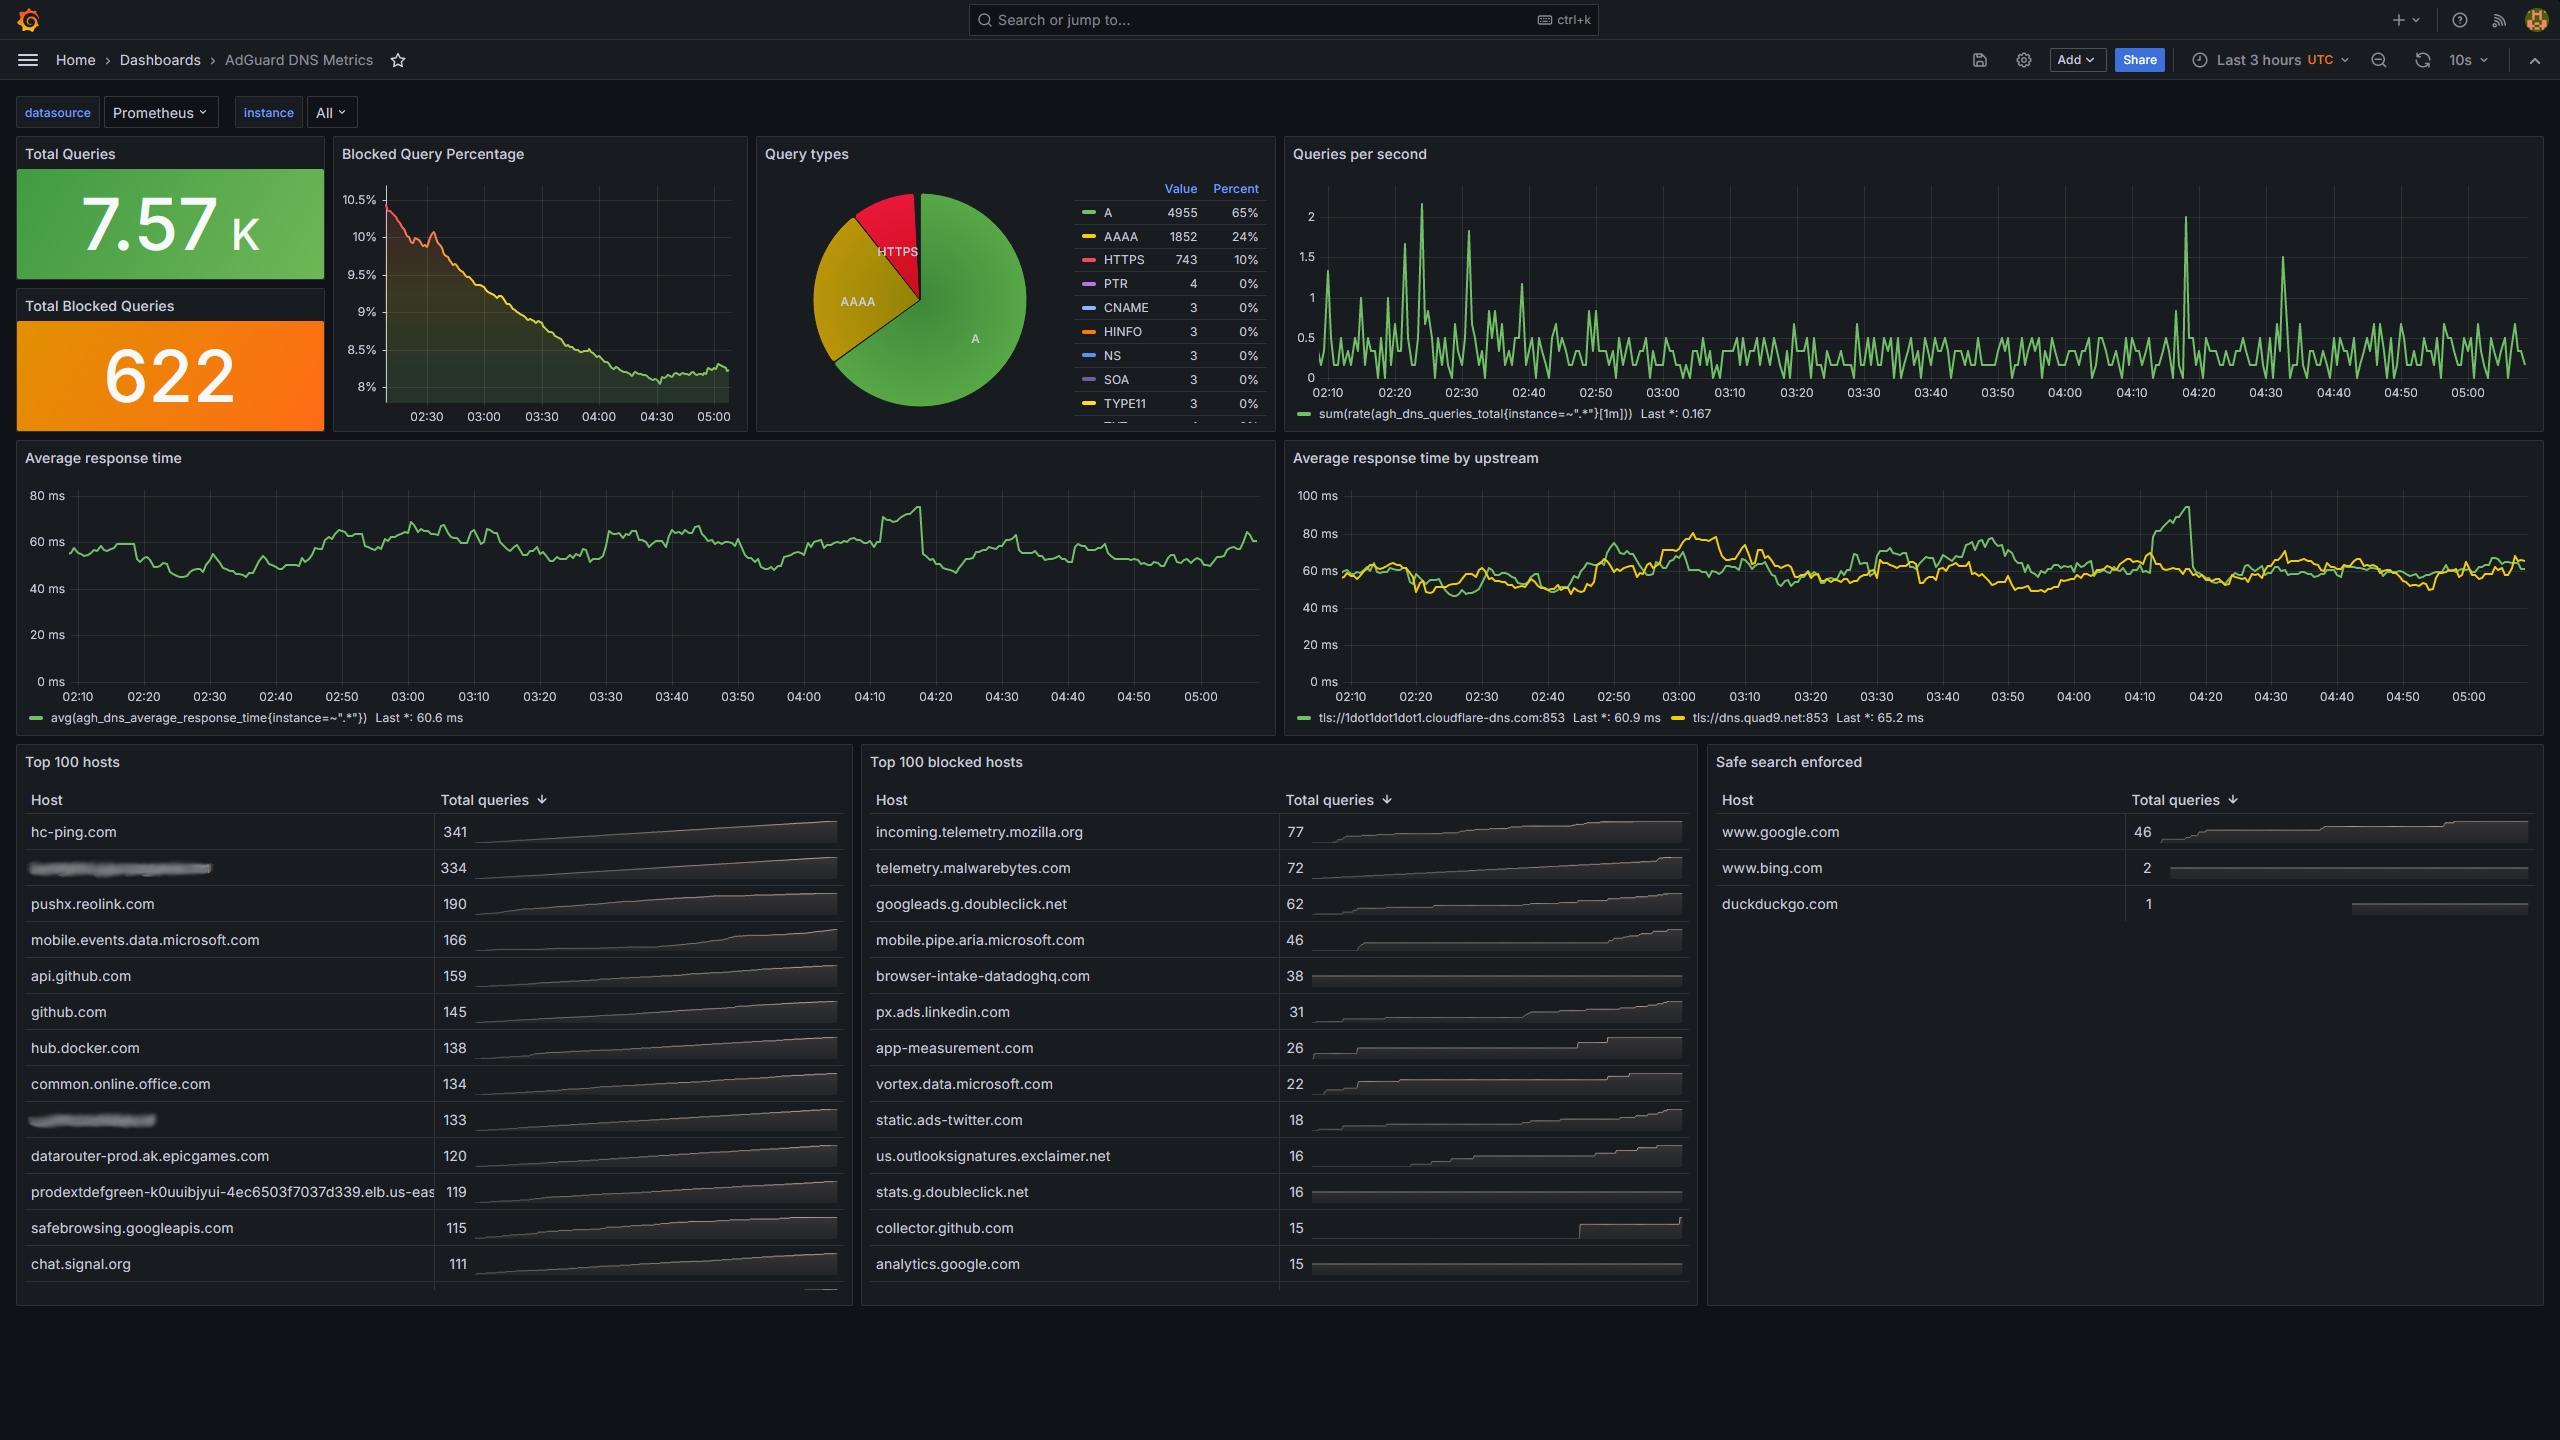 Search or jump to... ctrl+k
Home › Dashboards › AdGuard DNS Metrics
Add Share Last 3 hours UTC 10s
datasource Prometheus instance All
Total Queries
7.57 K
Total Blocked Queries
622
Blocked Query Percentage
10.5%
10%
9.5%
9%
8.5%
8%
02:30 03:00 03:30 04:00 04:30 05:00
Query types
HTTPS
AAAA
A
Value Percent
A 4955 65%
AAAA 1852 24%
HTTPS 743 10%
PTR 4 0%
CNAME 3 0%
HINFO 3 0%
NS 3 0%
SOA 3 0%
TYPE11 3 0%
Queries per second
2
1.5
1
0.5
0
02:10 02:20 02:30 02:40 02:50 03:00 03:10 03:20 03:30 03:40 03:50 04:00 04:10 04:20 04:30 04:40 04:50 05:00
sum(rate(agh_dns_queries_total{instance=~".*"}[1m])) Last *: 0.167
Average response time
80 ms
60 ms
40 ms
20 ms
0 ms
02:10 02:20 02:30 02:40 02:50 03:00 03:10 03:20 03:30 03:40 03:50 04:00 04:10 04:20 04:30 04:40 04:50 05:00
avg(agh_dns_average_response_time{instance=~".*"}) Last *: 60.6 ms
Average response time by upstream
100 ms
80 ms
60 ms
40 ms
20 ms
0 ms
02:10 02:20 02:30 02:40 02:50 03:00 03:10 03:20 03:30 03:40 03:50 04:00 04:10 04:20 04:30 04:40 04:50 05:00
tls://1dot1dot1dot1.cloudflare-dns.com:853 Last *: 60.9 ms tls://dns.quad9.net:853 Last *: 65.2 ms
Top 100 hosts
Host Total queries
hc-ping.com 341
334
pushx.reolink.com 190
mobile.events.data.microsoft.com 166
api.github.com 159
github.com 145
hub.docker.com 138
common.online.office.com 134
133
datarouter-prod.ak.epicgames.com 120
prodextdefgreen-k0uuibjyui-4ec6503f7037d339.elb.us-eas 119
safebrowsing.googleapis.com 115
chat.signal.org 111
Top 100 blocked hosts
Host Total queries
incoming.telemetry.mozilla.org 77
telemetry.malwarebytes.com 72
googleads.g.doubleclick.net 62
mobile.pipe.aria.microsoft.com 46
browser-intake-datadoghq.com 38
px.ads.linkedin.com 31
app-measurement.com 26
vortex.data.microsoft.com 22
static.ads-twitter.com 18
us.outlooksignatures.exclaimer.net 16
stats.g.doubleclick.net 16
collector.github.com 15
analytics.google.com 15
Safe search enforced
Host Total queries
www.google.com 46
www.bing.com 2
duckduckgo.com 1